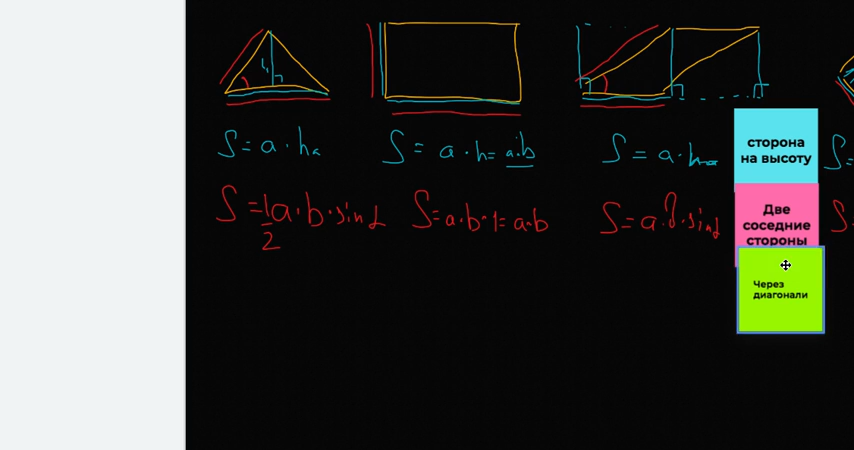 h
S = a · hₐ
S = a · h = a·b
S = a · hₐ
сторона
на высоту
S=
S = 1/2 a · b · sin α
S = a · b · 1 = a · b
S = a · b · sin α
Две
соседние
стороны
S
Через
диагонали